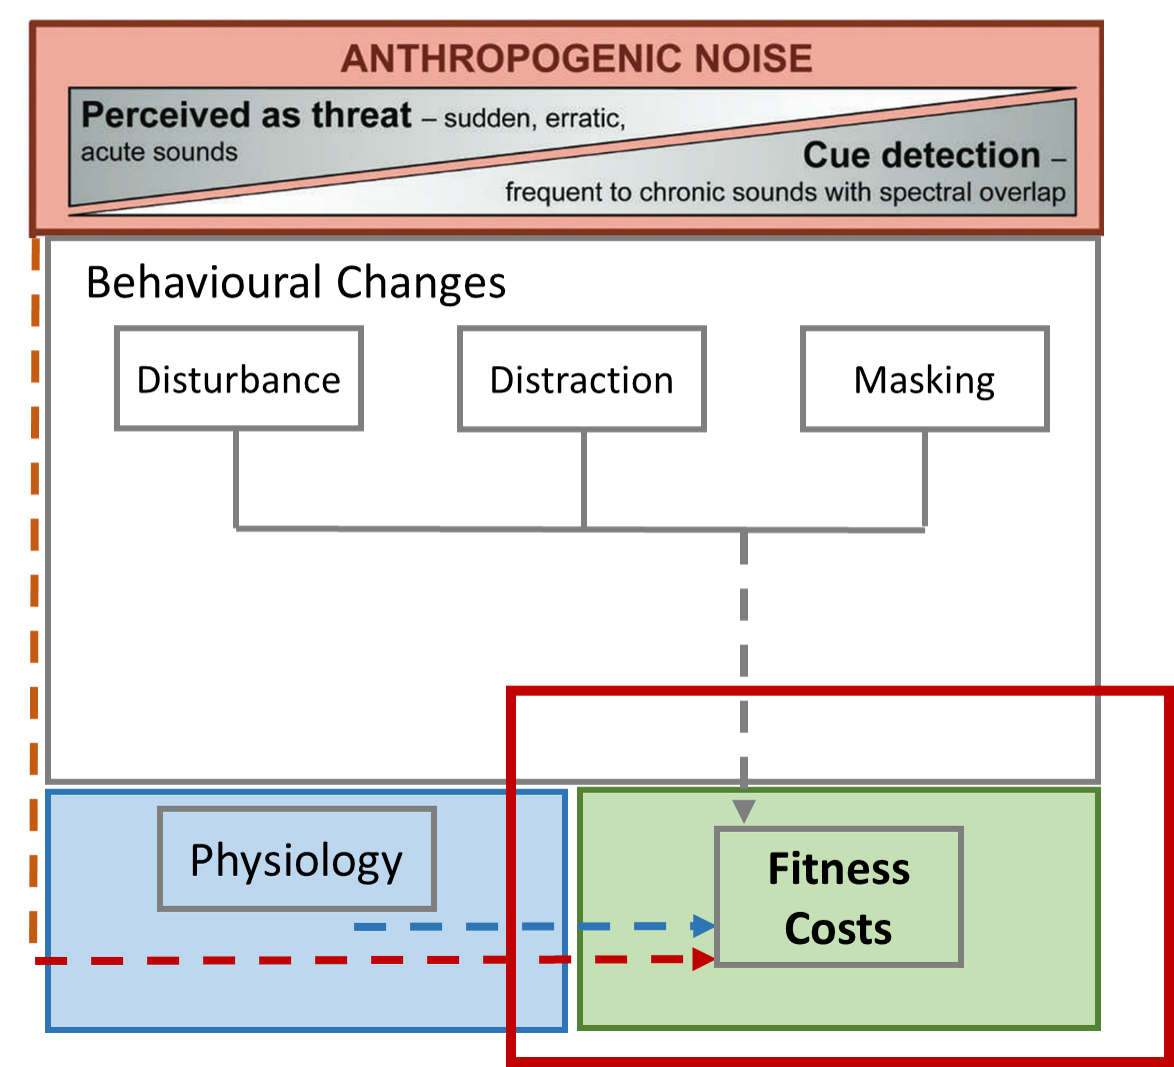 ANTHROPOGENIC NOISE
Perceived as threat – sudden, erratic,
acute sounds
Cue detection –
frequent to chronic sounds with spectral overlap
Behavioural Changes
Disturbance
Distraction
Masking
Physiology
Fitness
Costs